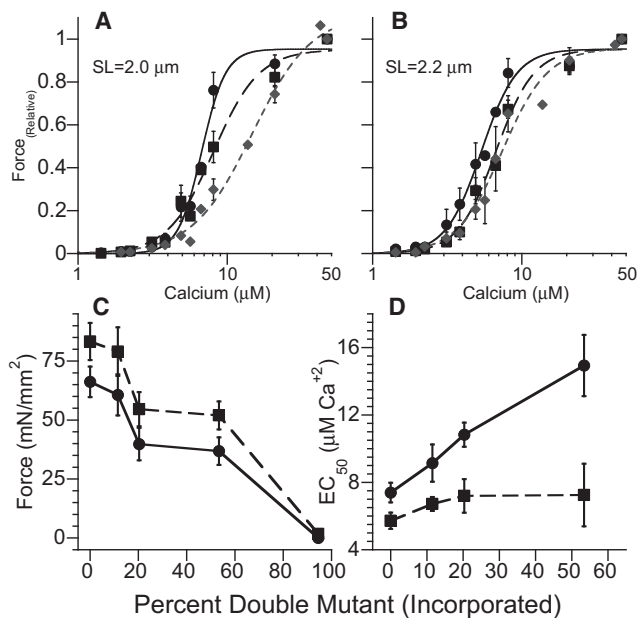 A
B
SL=2.0 μm
SL=2.2 μm
Force(Relative)
1
0.8
0.6
0.4
0.2
0
1
10
50
Calcium (μM)
1
10
50
Calcium (μM)
C
D
Force (mN/mm²)
75
50
25
0
0
20
40
60
80
100
EC50 (μM Ca+2)
16
12
8
4
0
10
20
30
40
50
60
Percent Double Mutant (Incorporated)